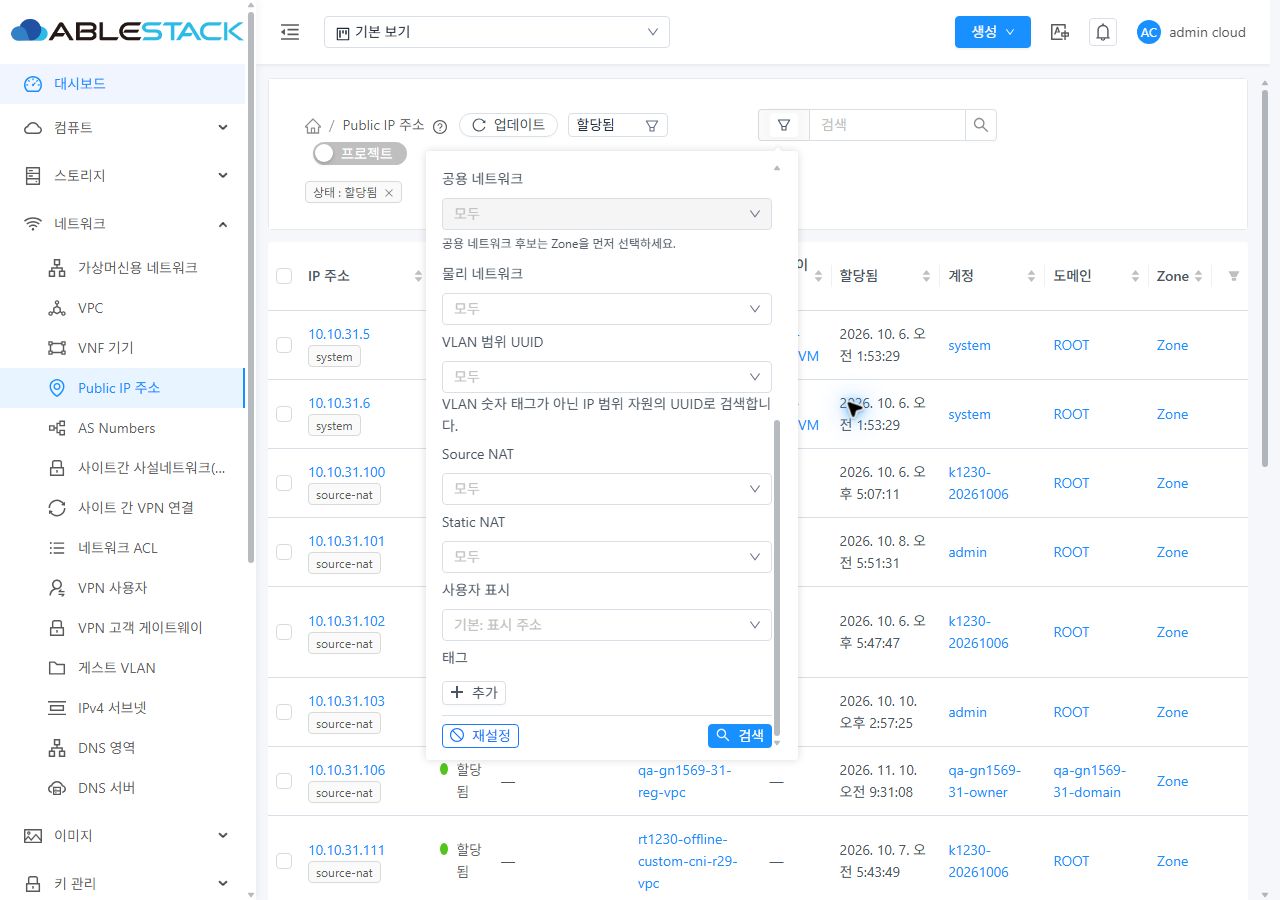 ABLESTACK
기본 보기
생성
AC
admin cloud
대시보드
컴퓨트
스토리지
네트워크
가상머신용 네트워크
VPC
VNF 기기
Public IP 주소
AS Numbers
사이트간 사설네트워크(...
사이트 간 VPN 연결
네트워크 ACL
VPN 사용자
VPN 고객 게이트웨이
게스트 VLAN
IPv4 서브넷
DNS 영역
DNS 서버
이미지
키 관리
/ Public IP 주소
업데이트
할당됨
검색
프로젝트
상태 : 할당됨
공용 네트워크
모두
공용 네트워크 후보는 Zone을 먼저 선택하세요.
물리 네트워크
모두
VLAN 범위 UUID
모두
VLAN 숫자 태그가 아닌 IP 범위 자원의 UUID로 검색합니
다.
Source NAT
모두
Static NAT
모두
사용자 표시
기본: 표시 주소
태그
추가
재설정
검색
IP 주소
이
할당됨
계정
도메인
Zone
10.10.31.5
system
VM
2026. 10. 6. 오
전 1:53:29
system
ROOT
Zone
10.10.31.6
system
VM
2026. 10. 6. 오
전 1:53:29
system
ROOT
Zone
10.10.31.100
source-nat
2026. 10. 6. 오
후 5:07:11
k1230-
20261006
ROOT
Zone
10.10.31.101
source-nat
2026. 10. 8. 오
전 5:51:31
admin
ROOT
Zone
10.10.31.102
source-nat
2026. 10. 6. 오
후 5:47:47
k1230-
20261006
ROOT
Zone
10.10.31.103
source-nat
2026. 10. 10.
오후 2:57:25
admin
ROOT
Zone
10.10.31.106
source-nat
할당
됨
—
qa-gn1569-31-
reg-vpc
—
2026. 11. 10.
오전 9:31:08
qa-gn1569-
31-owner
qa-gn1569-
31-domain
Zone
10.10.31.111
source-nat
할당
됨
—
rt1230-offline-
custom-cni-r29-
vpc
—
2026. 10. 7. 오
전 5:43:49
k1230-
20261006
ROOT
Zone